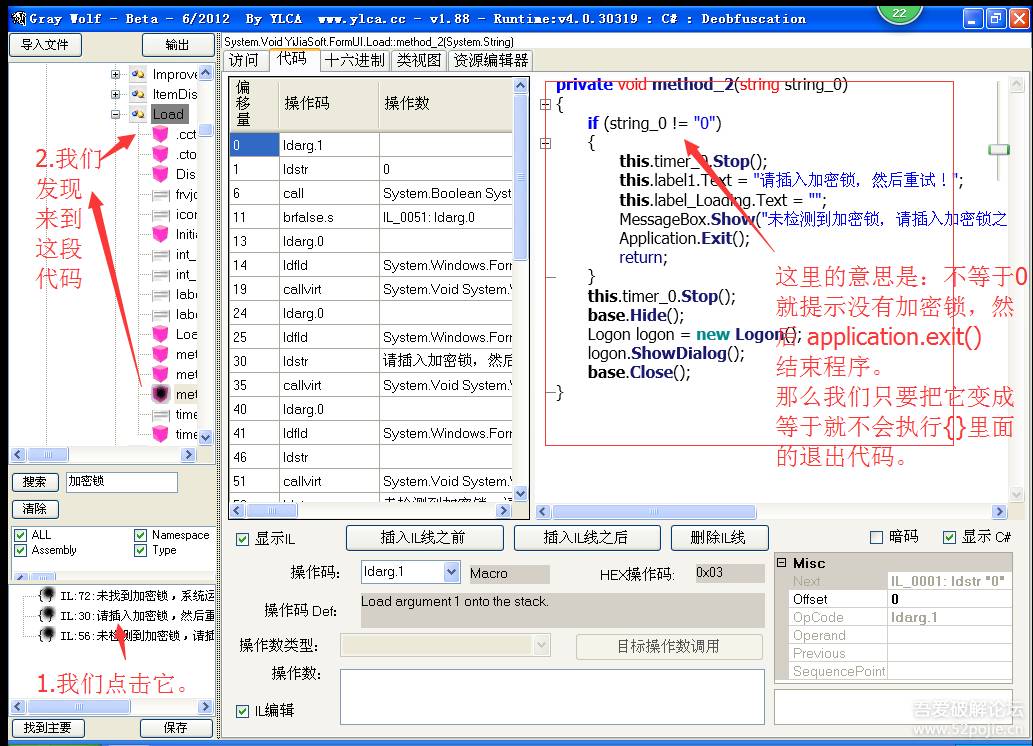 Gray Wolf - Beta - 6/2012 By YLCA www.ylca.cc - v1.88 - Runtime:v4.0.30319 : C# : Deobfuscation
22
导入文件
输出
System.Void YiJiaSoft.FormUI.Load::method_2(System.String)
访问 代码 十六进制 类视图 资源编辑器
Improve
ItemDis
Load
.cct
.cto
Dis
frvjc
icor
Initia
int_
int_
labe
labe
Loa
met
met
met
time
time
2.我们
发现
来到
这段
代码
偏移量 操作码 操作数
0 ldarg.1
1 ldstr 0
6 call System.Boolean Syst
11 brfalse.s IL_0051: ldarg.0
13 ldarg.0
14 ldfld System.Windows.For
19 callvirt System.Void System.
24 ldarg.0
25 ldfld System.Windows.For
30 ldstr 请插入加密锁，然后
35 callvirt System.Void System.
40 ldarg.0
41 ldfld System.Windows.For
46 ldstr
51 callvirt System.Void System.
private void method_2(string string_0)
{
if (string_0 != "0")
{
this.timer_0.Stop();
this.label1.Text = "请插入加密锁，然后重试！";
this.label_Loading.Text = "";
MessageBox.Show("未检测到加密锁，请插入加密锁之
Application.Exit();
return;
}
this.timer_0.Stop();
base.Hide();
Logon logon = new Logon();
logon.ShowDialog();
base.Close();
}
这里的意思是：不等于0
就提示没有加密锁，然
后 application.exit()
结束程序。
那么我们只要把它变成
等于就不会执行{}里面
的退出代码。
搜索 加密锁
清除
ALL Namespace
Assembly Type
IL:72:未找到加密锁，系统运
IL:30:请插入加密锁，然后重
IL:56:未检测到加密锁，请插
1.我们点击它。
找到主要 保存
显示IL 插入IL线之前 插入IL线之后 删除IL线 暗码 显示 C#
操作码: ldarg.1 Macro HEX操作码: 0x03
操作码 Def: Load argument 1 onto the stack.
操作数类型: 目标操作数调用
操作数:
IL编辑
Misc
Next IL_0001: ldstr "0"
Offset 0
OpCode ldarg.1
Operand
Previous
SequencePoint
吾爱破解论坛
www.52pojie.cn